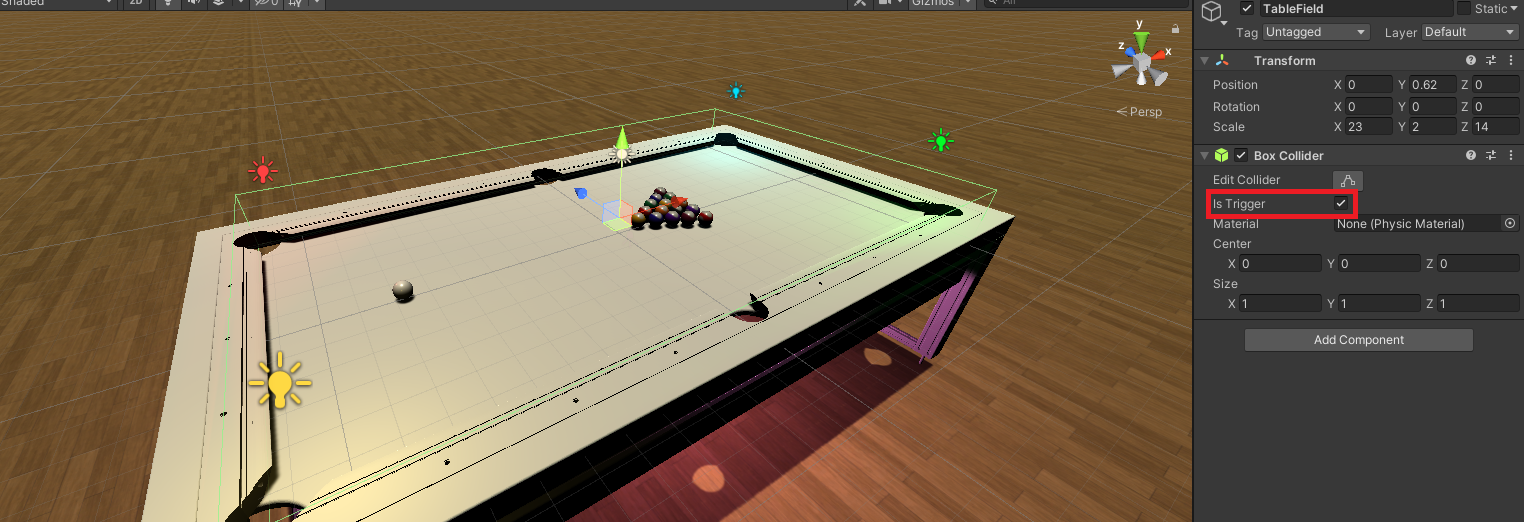 Shaded
2D
0
Gizmos
All
TableField
Static
Tag Untagged Layer Default
Transform
Position X 0 Y 0.62 Z 0
Rotation X 0 Y 0 Z 0
Scale X 23 Y 2 Z 14
Box Collider
Edit Collider
Is Trigger
Material None (Physic Material)
Center
X 0 Y 0 Z 0
Size
X 1 Y 1 Z 1
Add Component
y
z
x
Persp